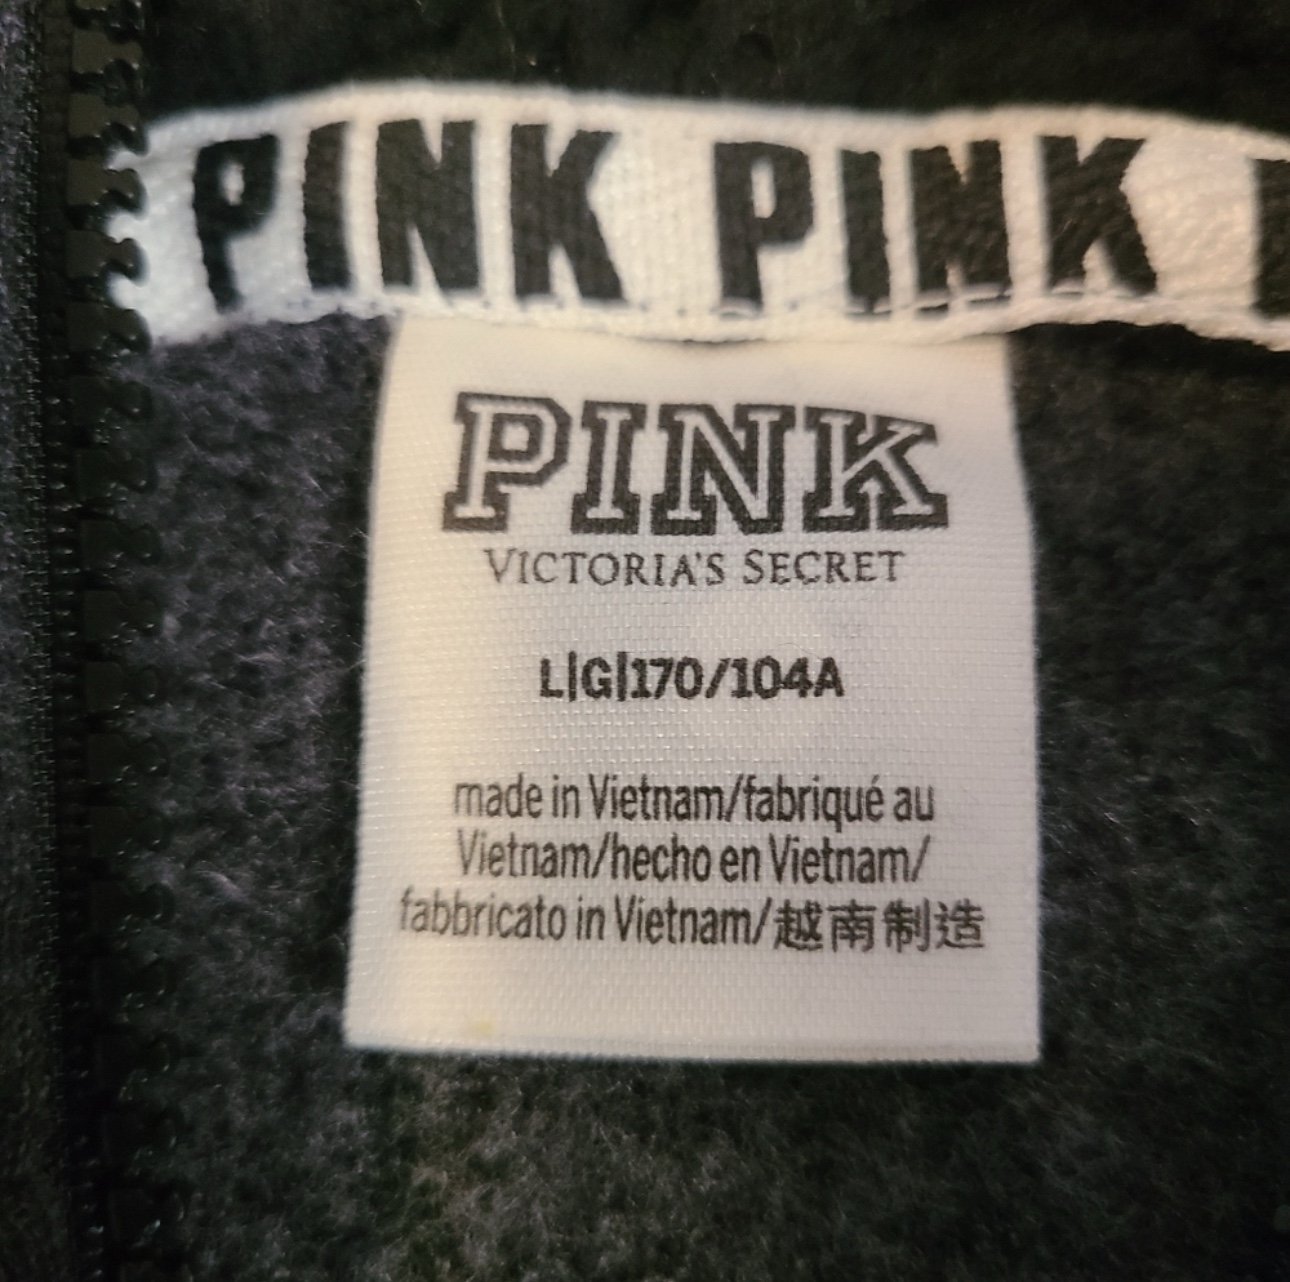 PINK PINK
PINK
VICTORIA'S SECRET
L|G|170/104A
made in Vietnam/fabriqué au
Vietnam/hecho en Vietnam/
fabbricato in Vietnam/越南制造